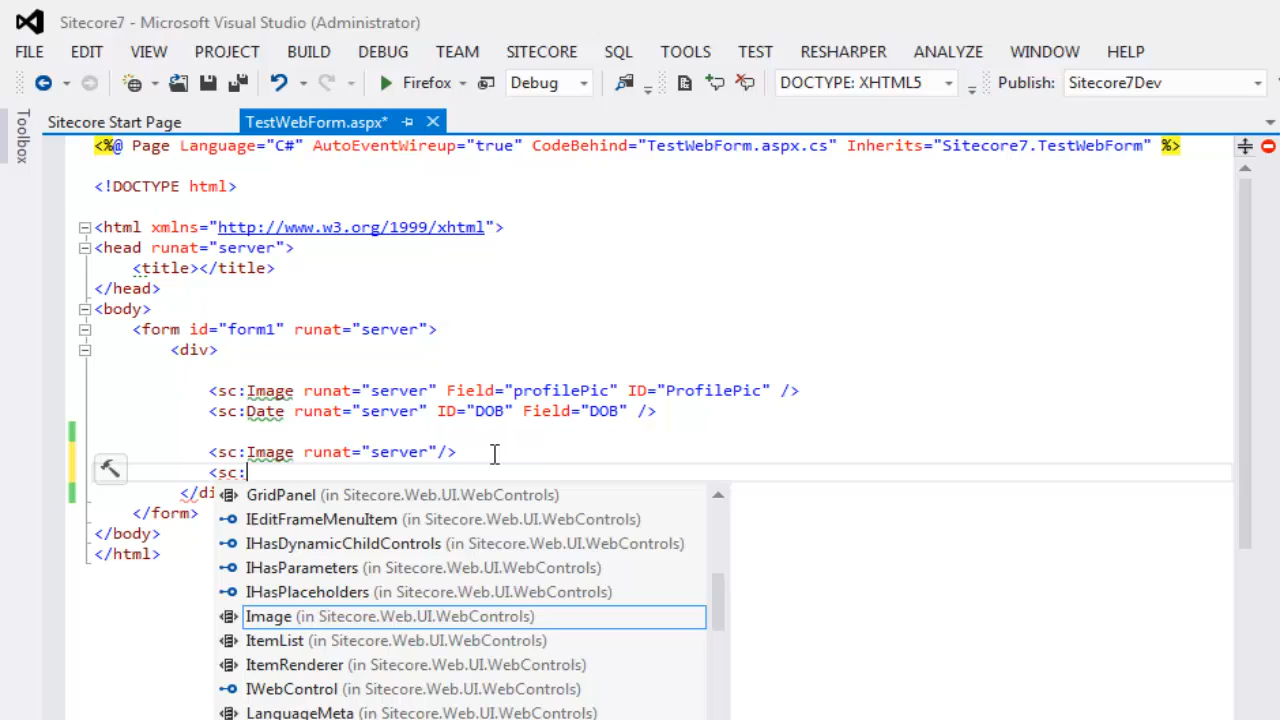 Sitecore7 - Microsoft Visual Studio (Administrator)
FILE EDIT VIEW PROJECT BUILD DEBUG TEAM SITECORE SQL TOOLS TEST RESHARPER ANALYZE WINDOW HELP
Firefox Debug DOCTYPE: XHTML5 Publish: Sitecore7Dev
Toolbox
Sitecore Start Page TestWebForm.aspx*
<%@ Page Language="C#" AutoEventWireup="true" CodeBehind="TestWebForm.aspx.cs" Inherits="Sitecore7.TestWebForm" %>
<!DOCTYPE html>
<html xmlns="http://www.w3.org/1999/xhtml">
<head runat="server">
<title></title>
</head>
<body>
<form id="form1" runat="server">
<div>
<sc:Image runat="server" Field="profilePic" ID="ProfilePic" />
<sc:Date runat="server" ID="DOB" Field="DOB" />
<sc:Image runat="server"/>
<sc:
</di
</form>
</body>
</html>
GridPanel (in Sitecore.Web.UI.WebControls)
IEditFrameMenuItem (in Sitecore.Web.UI.WebControls)
IHasDynamicChildControls (in Sitecore.Web.UI.WebControls)
IHasParameters (in Sitecore.Web.UI.WebControls)
IHasPlaceholders (in Sitecore.Web.UI.WebControls)
Image (in Sitecore.Web.UI.WebControls)
ItemList (in Sitecore.Web.UI.WebControls)
ItemRenderer (in Sitecore.Web.UI.WebControls)
IWebControl (in Sitecore.Web.UI.WebControls)
LanguageMeta (in Sitecore.Web.UI.WebControls)